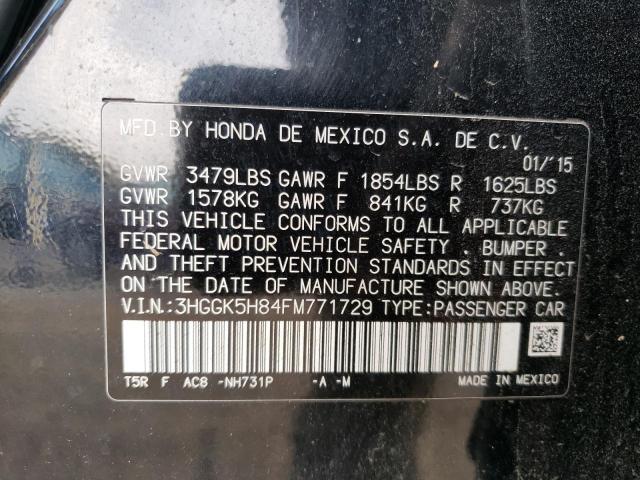 MFD.BY HONDA DE MEXICO S.A. DE C.V.
01/'15
GVWR 3479LBS GAWR F 1854LBS R 1625LBS
GVWR 1578KG GAWR F 841KG R 737KG
THIS VEHICLE CONFORMS TO ALL APPLICABLE
FEDERAL MOTOR VEHICLE SAFETY , BUMPER ,
AND THEFT PREVENTION STANDARDS IN EFFECT
ON THE DATE OF MANUFACTURE SHOWN ABOVE.
V.I.N.:3HGGK5H84FM771729 TYPE:PASSENGER CAR
T5R F AC8 -NH731P -A -M MADE IN MEXICO